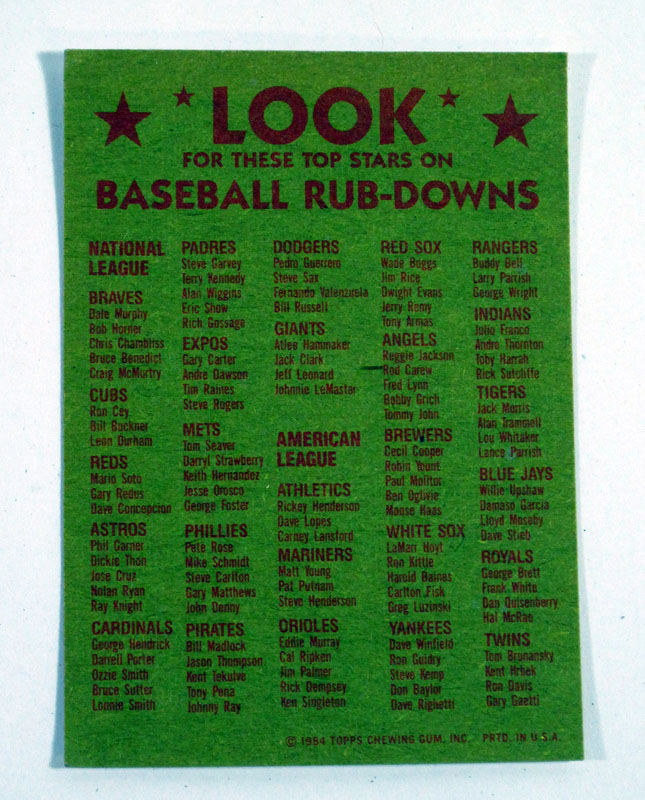 LOOK
FOR THESE TOP STARS ON
BASEBALL RUB-DOWNS
NATIONAL
LEAGUE
BRAVES
Dale Murphy
Bob Horner
Chris Chambliss
Bruce Benedict
Craig McMurtry
CUBS
Ron Cey
Bill Buckner
Leon Durham
REDS
Mario Soto
Gary Redus
Dave Concepcion
ASTROS
Phil Garner
Dickie Thon
Jose Cruz
Nolan Ryan
Ray Knight
CARDINALS
George Hendrick
Darrell Porter
Ozzie Smith
Bruce Sutter
Lonnie Smith
PADRES
Steve Garvey
Terry Kennedy
Alan Wiggins
Eric Show
Rich Gossage
EXPOS
Gary Carter
Andre Dawson
Tim Raines
Steve Rogers
METS
Tom Seaver
Darryl Strawberry
Keith Hernandez
Jesse Orosco
George Foster
PHILLIES
Pete Rose
Mike Schmidt
Steve Carlton
Gary Matthews
John Denny
PIRATES
Bill Madlock
Jason Thompson
Kent Tekulve
Tony Pena
Johnny Ray
DODGERS
Pedro Guerrero
Steve Sax
Fernando Valenzuela
Bill Russell
GIANTS
Atlee Hammaker
Jack Clark
Jeff Leonard
Johnnie LeMaster
AMERICAN
LEAGUE
ATHLETICS
Rickey Henderson
Dave Lopes
Carney Lansford
MARINERS
Matt Young
Pat Putnam
Steve Henderson
ORIOLES
Eddie Murray
Cal Ripken
Jim Palmer
Rick Dempsey
Ken Singleton
RED SOX
Wade Boggs
Jim Rice
Dwight Evans
Jerry Remy
Tony Armas
ANGELS
Reggie Jackson
Rod Carew
Fred Lynn
Bobby Grich
Tommy John
BREWERS
Cecil Cooper
Robin Yount
Paul Molitor
Ben Oglivie
Moose Haas
WHITE SOX
LaMarr Hoyt
Ron Kittle
Harold Baines
Carlton Fisk
Greg Luzinski
YANKEES
Dave Winfield
Ron Guidry
Steve Kemp
Don Baylor
Dave Righetti
RANGERS
Buddy Bell
Larry Parrish
George Wright
INDIANS
Julio Franco
Andre Thornton
Toby Harrah
Rick Sutcliffe
TIGERS
Jack Morris
Alan Trammell
Lou Whitaker
Lance Parrish
BLUE JAYS
Willie Upshaw
Damaso Garcia
Lloyd Moseby
Dave Stieb
ROYALS
George Brett
Frank White
Dan Quisenberry
Hal McRae
TWINS
Tom Brunansky
Kent Hrbek
Ron Davis
Gary Gaetti
© 1984 TOPPS CHEWING GUM, INC. PRTD. IN U.S.A.